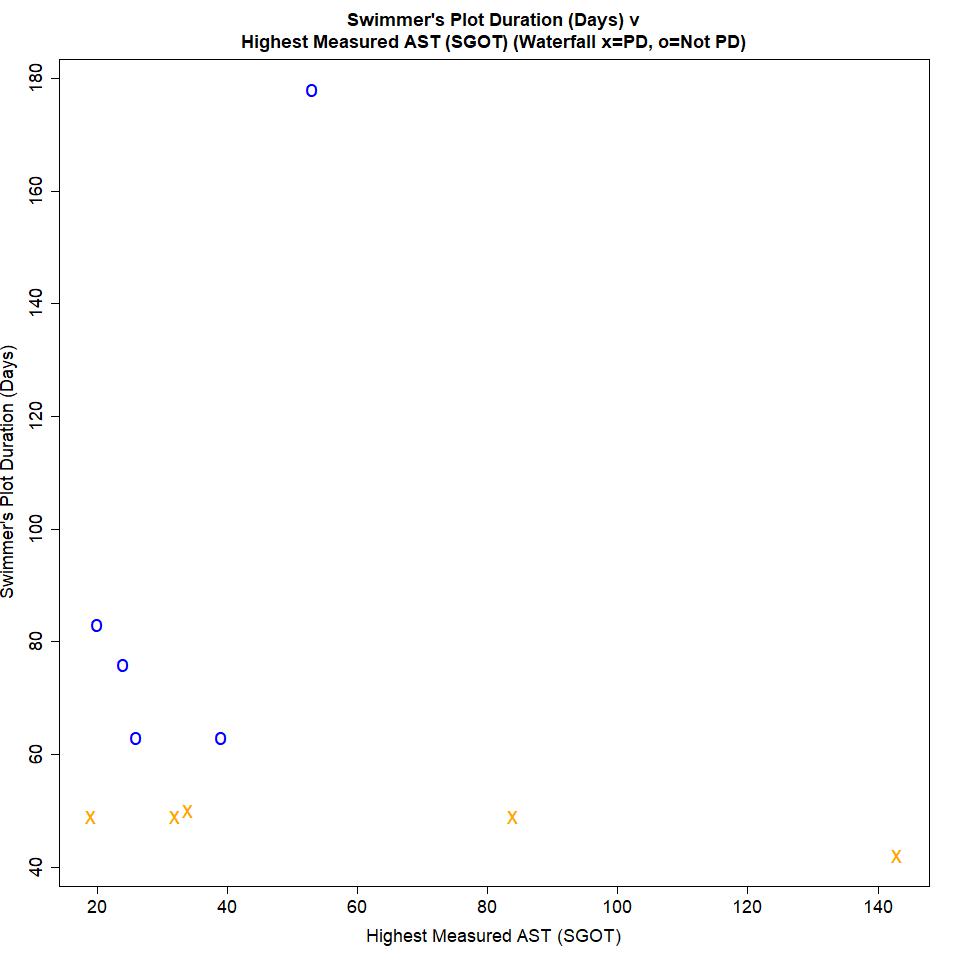 Swimmer's Plot Duration (Days) v
Highest Measured AST (SGOT) (Waterfall x=PD, o=Not PD)
Swimmer's Plot Duration (Days)
180
160
140
120
100
80
60
40
o
o
o
o
o
x
x
x
x
x
20 40 60 80 100 120 140
Highest Measured AST (SGOT)